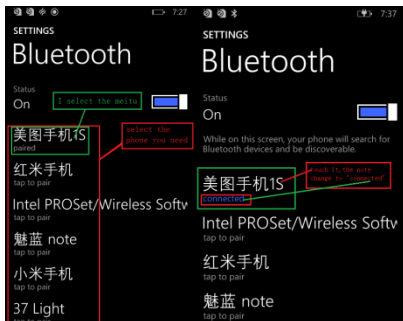 7:27
SETTINGS
Bluetooth
Status
On
I select the meitu
美图手机1S
paired
select the
phone you need
红米手机
tap to pair
Intel PROSet/Wireless Softw
tap to pair
魅蓝 note
tap to pair
小米手机
tap to pair
37 Light
tap to pair
7:37
SETTINGS
Bluetooth
Status
On
While on this screen, your phone will search for
Bluetooth devices and be discoverable.
美图手机1S
connected
touch it,the note
change to "connected"
Intel PROSet/Wireless Softw
tap to pair
红米手机
tap to pair
魅蓝 note
tap to pair